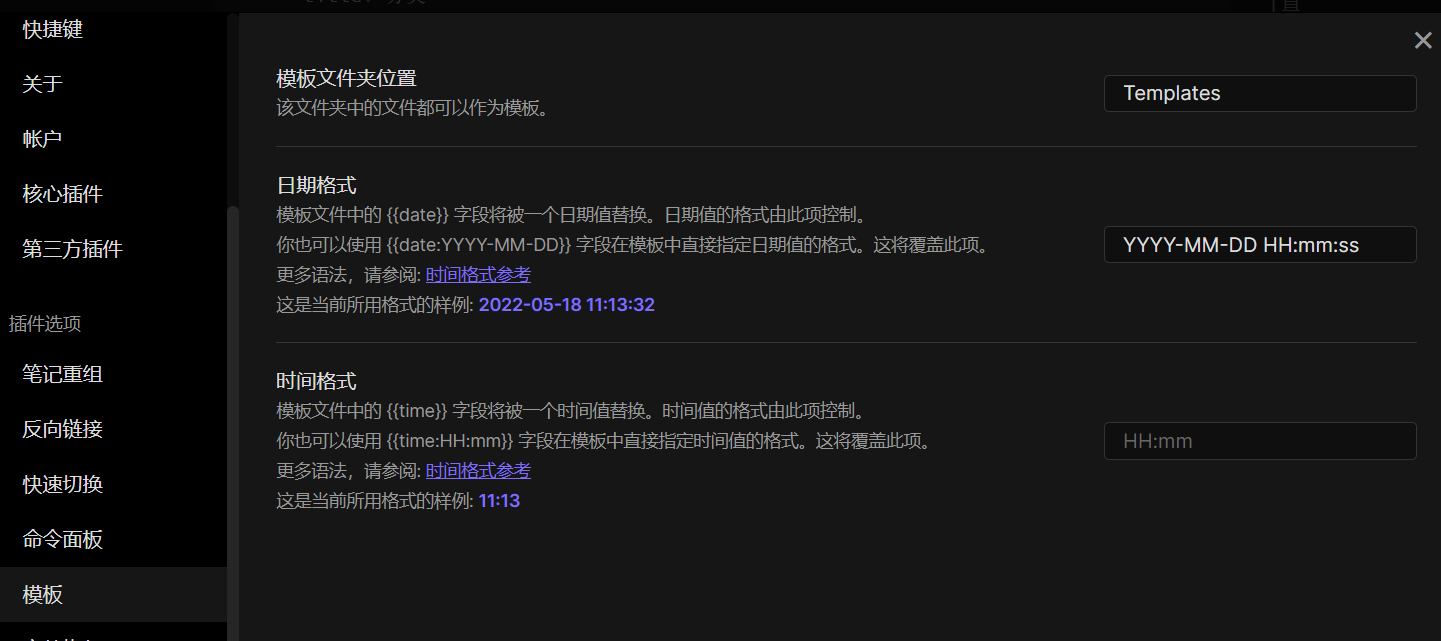 快捷键
关于
帐户
核心插件
第三方插件
插件选项
笔记重组
反向链接
快速切换
命令面板
模板
模板文件夹位置
该文件夹中的文件都可以作为模板。
Templates
日期格式
模板文件中的 {{date}} 字段将被一个日期值替换。日期值的格式由此项控制。
你也可以使用 {{date:YYYY-MM-DD}} 字段在模板中直接指定日期值的格式。这将覆盖此项。
更多语法，请参阅: 时间格式参考
这是当前所用格式的样例: 2022-05-18 11:13:32
YYYY-MM-DD HH:mm:ss
时间格式
模板文件中的 {{time}} 字段将被一个时间值替换。时间值的格式由此项控制。
你也可以使用 {{time:HH:mm}} 字段在模板中直接指定时间值的格式。这将覆盖此项。
更多语法，请参阅: 时间格式参考
这是当前所用格式的样例: 11:13
HH:mm